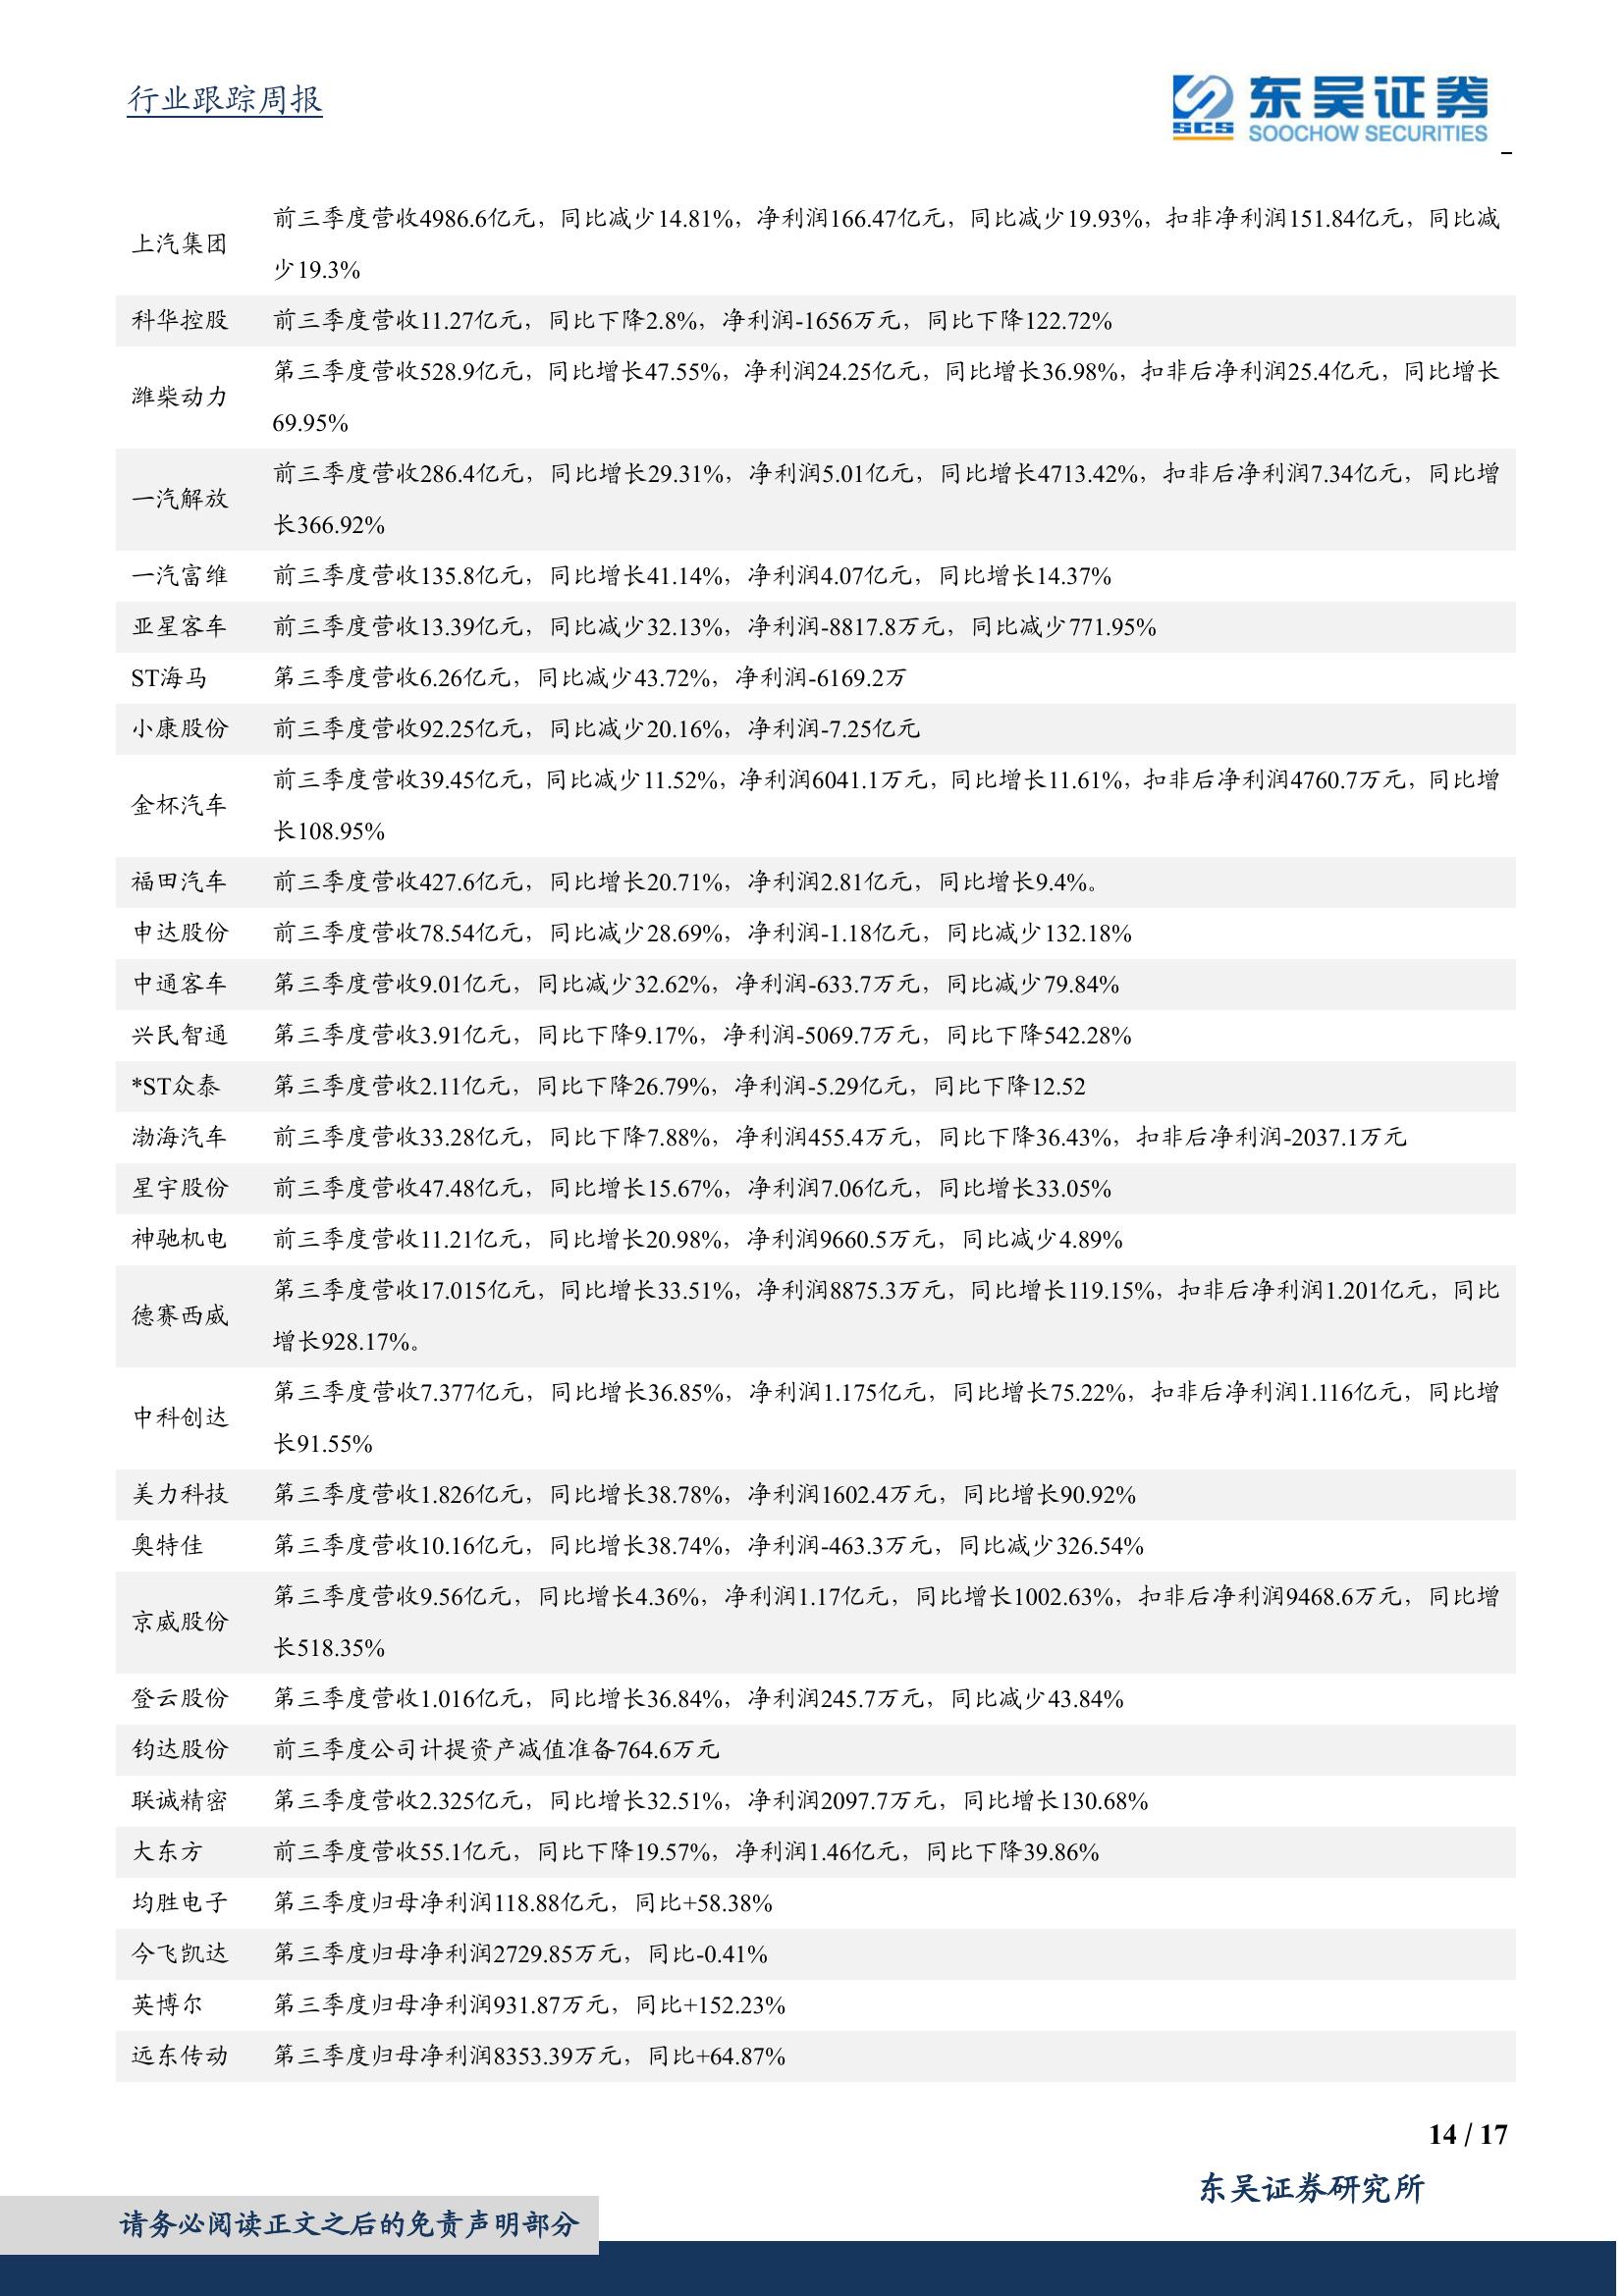 行业跟踪周报
SCS
东吴证券
SOOCHOW SECURITIES
上汽集团
前三季度营收4986.6亿元，同比减少14.81%，净利润166.47亿元，同比减少19.93%，扣非净利润151.84亿元，同比减
少19.3%
科华控股 前三季度营收11.27亿元，同比下降2.8%，净利润-1656万元，同比下降122.72%
潍柴动力
第三季度营收528.9亿元，同比增长47.55%，净利润24.25亿元，同比增长36.98%，扣非后净利润25.4亿元，同比增长
69.95%
一汽解放
前三季度营收286.4亿元，同比增长29.31%，净利润5.01亿元，同比增长4713.42%，扣非后净利润7.34亿元，同比增
长366.92%
一汽富维 前三季度营收135.8亿元，同比增长41.14%，净利润4.07亿元，同比增长14.37%
亚星客车 前三季度营收13.39亿元，同比减少32.13%，净利润-8817.8万元，同比减少771.95%
ST海马 第三季度营收6.26亿元，同比减少43.72%，净利润-6169.2万
小康股份 前三季度营收92.25亿元，同比减少20.16%，净利润-7.25亿元
金杯汽车
前三季度营收39.45亿元，同比减少11.52%，净利润6041.1万元，同比增长11.61%，扣非后净利润4760.7万元，同比增
长108.95%
福田汽车 前三季度营收427.6亿元，同比增长20.71%，净利润2.81亿元，同比增长9.4%。
申达股份 前三季度营收78.54亿元，同比减少28.69%，净利润-1.18亿元，同比减少132.18%
中通客车 第三季度营收9.01亿元，同比减少32.62%，净利润-633.7万元，同比减少79.84%
兴民智通 第三季度营收3.91亿元，同比下降9.17%，净利润-5069.7万元，同比下降542.28%
*ST众泰 第三季度营收2.11亿元，同比下降26.79%，净利润-5.29亿元，同比下降12.52
渤海汽车 前三季度营收33.28亿元，同比下降7.88%，净利润455.4万元，同比下降36.43%，扣非后净利润-2037.1万元
星宇股份 前三季度营收47.48亿元，同比增长15.67%，净利润7.06亿元，同比增长33.05%
神驰机电 前三季度营收11.21亿元，同比增长20.98%，净利润9660.5万元，同比减少4.89%
德赛西威
第三季度营收17.015亿元，同比增长33.51%，净利润8875.3万元，同比增长119.15%，扣非后净利润1.201亿元，同比
增长928.17%。
中科创达
第三季度营收7.377亿元，同比增长36.85%，净利润1.175亿元，同比增长75.22%，扣非后净利润1.116亿元，同比增
长91.55%
美力科技 第三季度营收1.826亿元，同比增长38.78%，净利润1602.4万元，同比增长90.92%
奥特佳 第三季度营收10.16亿元，同比增长38.74%，净利润-463.3万元，同比减少326.54%
京威股份
第三季度营收9.56亿元，同比增长4.36%，净利润1.17亿元，同比增长1002.63%，扣非后净利润9468.6万元，同比增
长518.35%
登云股份 第三季度营收1.016亿元，同比增长36.84%，净利润245.7万元，同比减少43.84%
钧达股份 前三季度公司计提资产减值准备764.6万元
联诚精密 第三季度营收2.325亿元，同比增长32.51%，净利润2097.7万元，同比增长130.68%
大东方 前三季度营收55.1亿元，同比下降19.57%，净利润1.46亿元，同比下降39.86%
均胜电子 第三季度归母净利润118.88亿元，同比+58.38%
今飞凯达 第三季度归母净利润2729.85万元，同比-0.41%
英博尔 第三季度归母净利润931.87万元，同比+152.23%
远东传动 第三季度归母净利润8353.39万元，同比+64.87%
14 / 17
东吴证券研究所
请务必阅读正文之后的免责声明部分